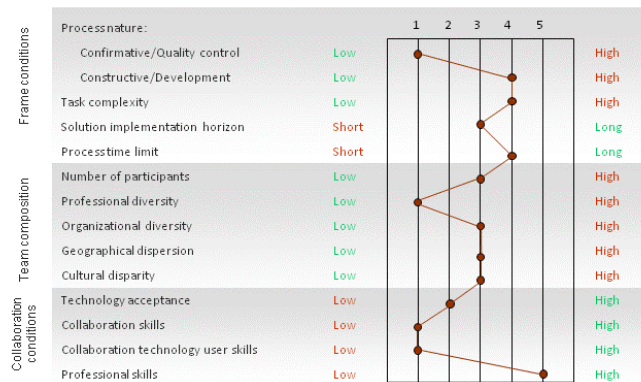 Process nature: 1 2 3 4 5
Confirmative/Quality control Low High
Constructive/Development Low High
Task complexity Low High
Solution implementation horizon Short Long
Process time limit Short Long
Frame conditions
Number of participants Low High
Professional diversity Low High
Organizational diversity Low High
Geographical dispersion Low High
Cultural disparity Low High
Team composition
Technology acceptance Low High
Collaboration skills Low High
Collaboration technology user skills Low High
Professional skills Low High
Collaboration
conditions